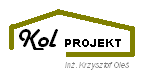 Kol PROJEKT
Inż. Krzysztof Oleś